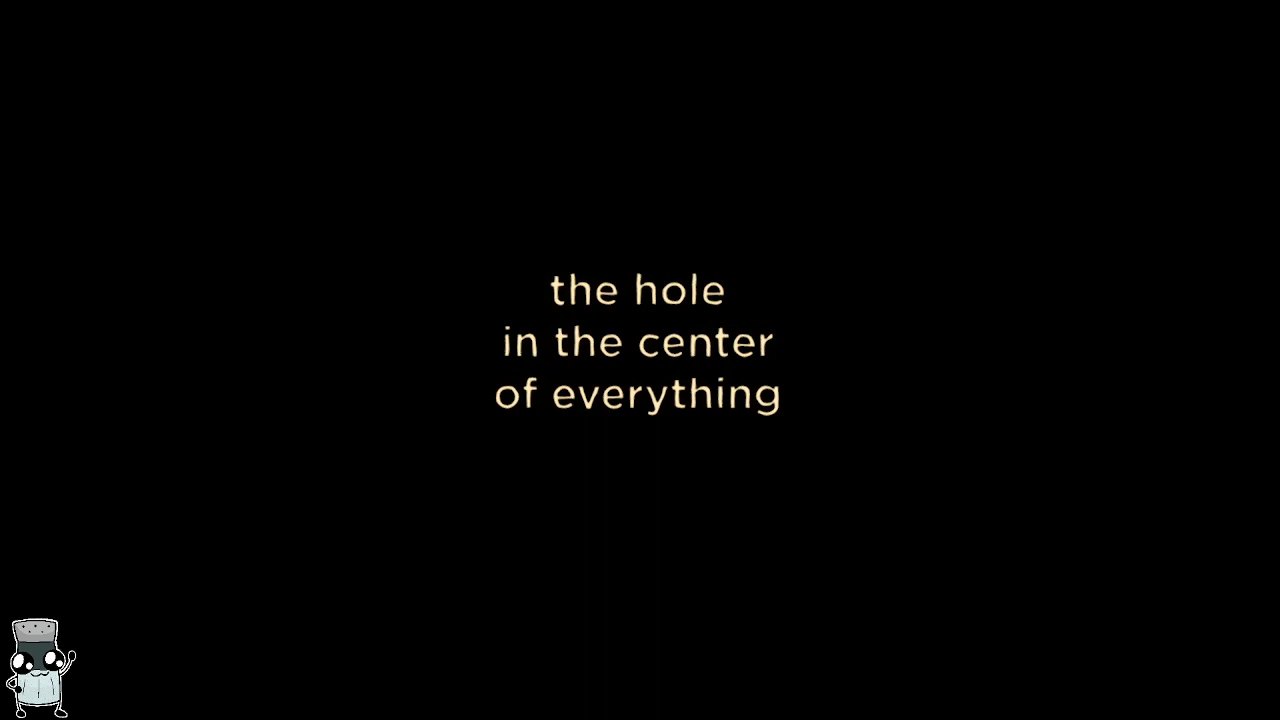 the hole
in the center
of everything